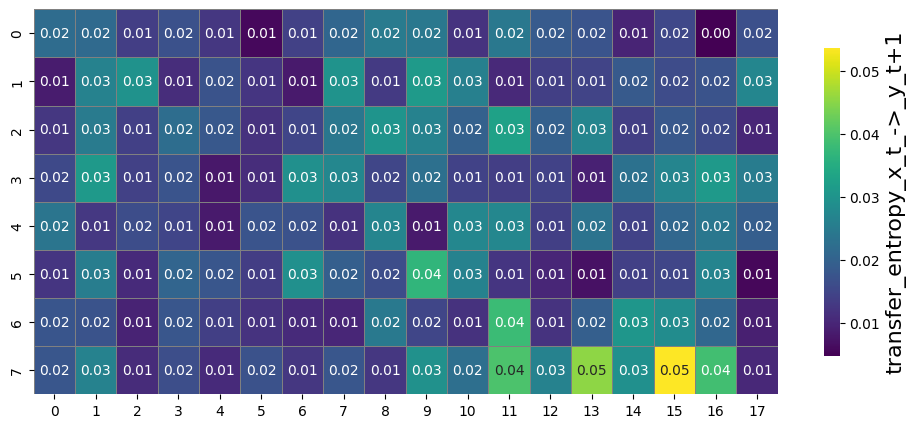 0 0.02 0.02 0.01 0.02 0.01 0.01 0.01 0.02 0.02 0.02 0.01 0.02 0.02 0.02 0.01 0.02 0.00 0.02
1 0.01 0.03 0.03 0.01 0.02 0.01 0.01 0.03 0.01 0.03 0.03 0.01 0.01 0.01 0.02 0.02 0.02 0.03
2 0.01 0.03 0.01 0.02 0.02 0.01 0.01 0.02 0.03 0.03 0.02 0.03 0.02 0.03 0.01 0.02 0.02 0.01
3 0.02 0.03 0.01 0.02 0.01 0.01 0.03 0.03 0.02 0.02 0.01 0.01 0.01 0.01 0.02 0.03 0.03 0.03
4 0.02 0.01 0.02 0.01 0.01 0.02 0.02 0.01 0.03 0.01 0.03 0.03 0.01 0.02 0.01 0.02 0.02 0.02
5 0.01 0.03 0.01 0.02 0.02 0.01 0.03 0.02 0.02 0.04 0.03 0.01 0.01 0.01 0.01 0.01 0.03 0.01
6 0.02 0.02 0.01 0.01 0.01 0.01 0.01 0.01 0.02 0.02 0.01 0.04 0.01 0.02 0.03 0.03 0.02 0.01
7 0.02 0.03 0.01 0.02 0.01 0.02 0.01 0.02 0.01 0.03 0.02 0.04 0.03 0.05 0.03 0.05 0.04 0.01
0 1 2 3 4 5 6 7 8 9 10 11 12 13 14 15 16 17
0.05
0.04
0.03
0.02
0.01
transfer_entropy_x_t_->_y_t+1